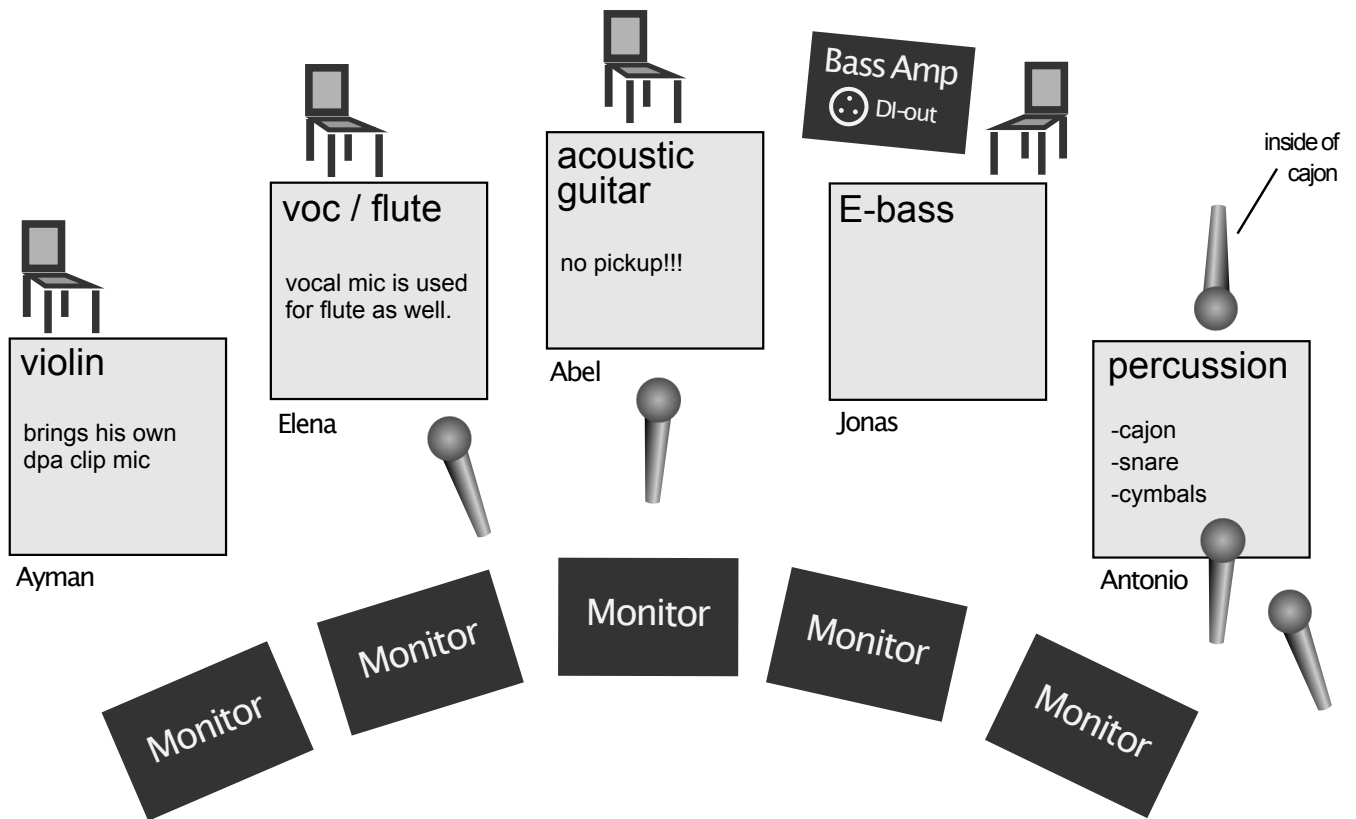 Bass Amp
DI-out
inside of
cajon
acoustic
guitar
no pickup!!!
Abel
voc / flute
vocal mic is used
for flute as well.
Elena
E-bass
Jonas
violin
brings his own
dpa clip mic
Ayman
percussion
-cajon
-snare
-cymbals
Antonio
Monitor
Monitor
Monitor
Monitor
Monitor